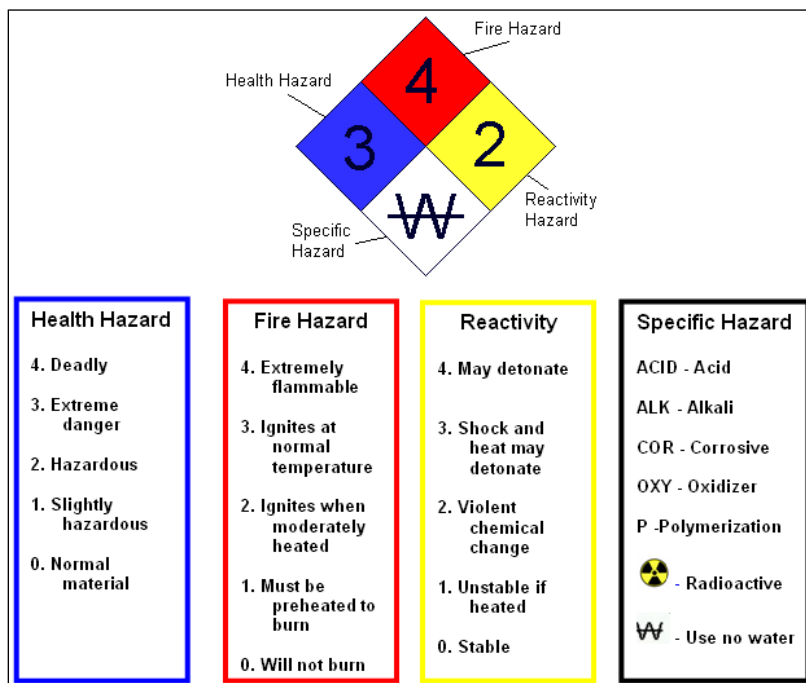 Fire Hazard
Health Hazard
4
3
2
W
Specific
Hazard
Reactivity
Hazard
Health Hazard
4. Deadly
3. Extreme
danger
2. Hazardous
1. Slightly
hazardous
0. Normal
material
Fire Hazard
4. Extremely
flammable
3. Ignites at
normal
temperature
2. Ignites when
moderately
heated
1. Must be
preheated to
burn
0. Will not burn
Reactivity
4. May detonate
3. Shock and
heat may
detonate
2. Violent
chemical
change
1. Unstable if
heated
0. Stable
Specific Hazard
ACID - Acid
ALK - Alkali
COR - Corrosive
OXY - Oxidizer
P -Polymerization
- Radioactive
W - Use no water